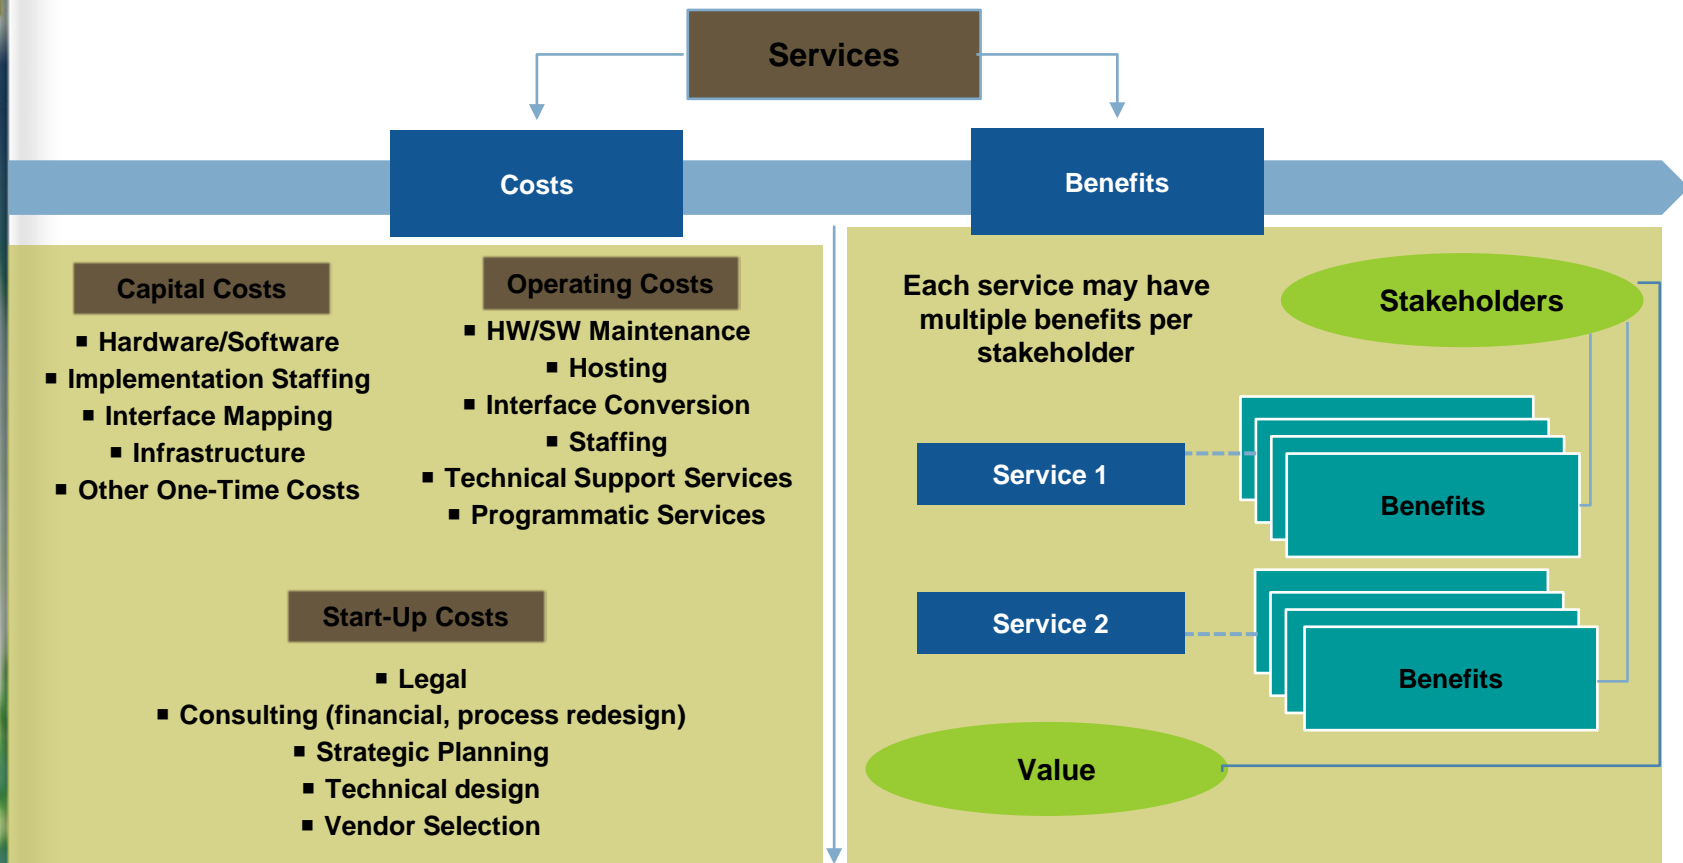 Services
Costs
Benefits
Capital Costs
▪ Hardware/Software
▪ Implementation Staffing
▪ Interface Mapping
▪ Infrastructure
▪ Other One-Time Costs
Operating Costs
▪ HW/SW Maintenance
▪ Hosting
▪ Interface Conversion
▪ Staffing
▪ Technical Support Services
▪ Programmatic Services
Start-Up Costs
▪ Legal
▪ Consulting (financial, process redesign)
▪ Strategic Planning
▪ Technical design
▪ Vendor Selection
Each service may have
multiple benefits per
stakeholder
Stakeholders
Service 1
Benefits
Service 2
Benefits
Value